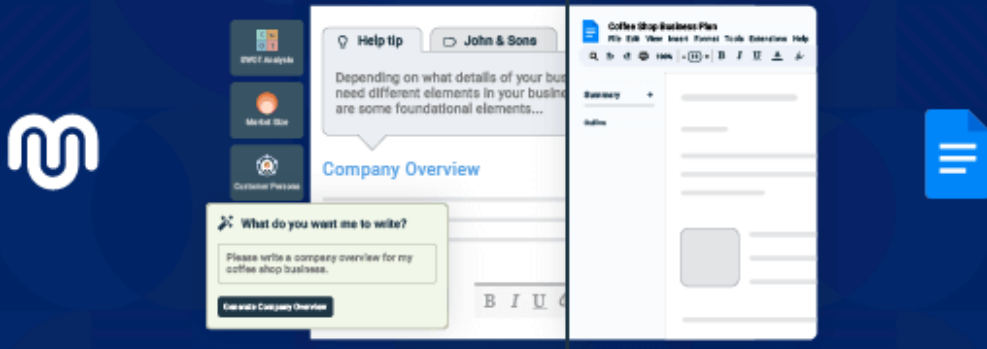 SWOT Analysis
Market Size
Customer Persona
Help tip
John & Sons
Depending on what details of your bus
need different elements in your busine
are some foundational elements...
Company Overview
What do you want me to write?
Please write a company overview for my
coffee shop business.
Generate Company Overview
B I U
Coffee Shop Business Plan
File Edit View Insert Format Tools Extensions Help
100%
B I U A
Summary +
Outline